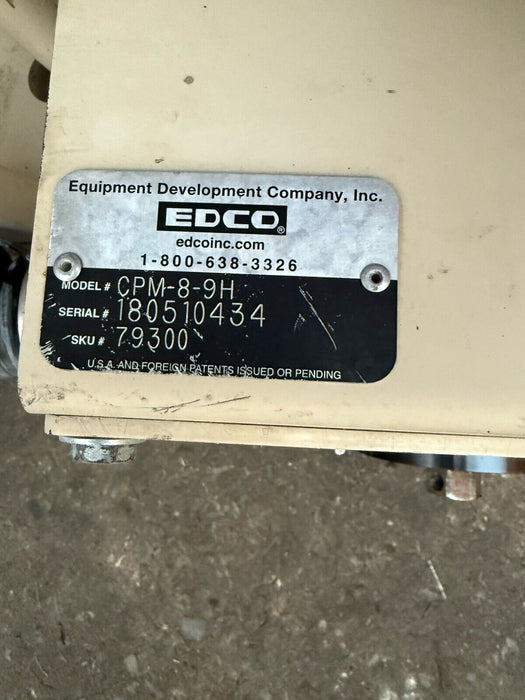 Equipment Development Company, Inc.
EDCO®
edcoinc.com
1-800-638-3326
MODEL # CPM-8-9H
SERIAL # 180510434
SKU # 79300
U.S.A. AND FOREIGN PATENTS ISSUED OR PENDING